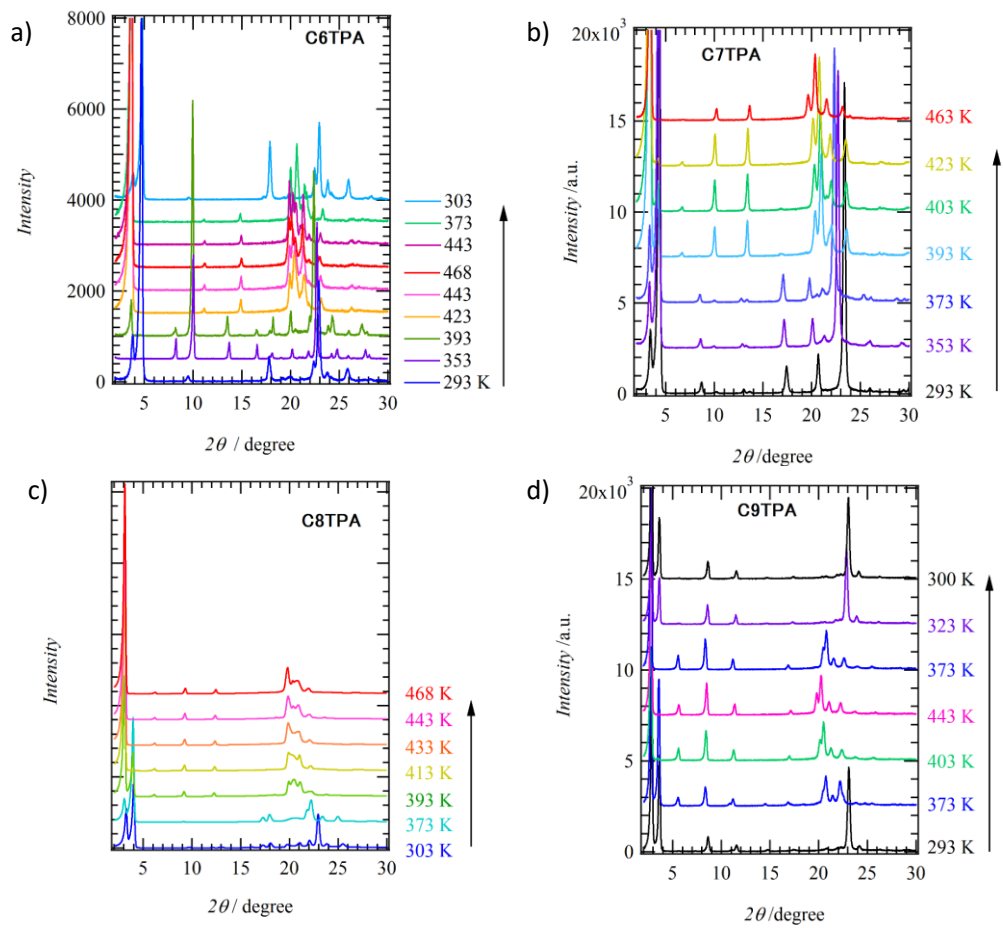 a)
C6TPA
8000
6000
4000
2000
0
Intensity
5
10
15
20
25
30
2θ / degree
303
373
443
468
443
423
393
353
293 K
b)
C7TPA
20x10³
15
10
5
0
Intensity /a.u.
5
10
15
20
25
30
2θ /degree
463 K
423 K
403 K
393 K
373 K
353 K
293 K
c)
C8TPA
Intensity
5
10
15
20
25
30
2θ / degree
468 K
443 K
433 K
413 K
393 K
373 K
303 K
d)
C9TPA
20x10³
15
10
5
0
Intensity /a.u.
5
10
15
20
25
30
2θ / degree
300 K
323 K
373 K
443 K
403 K
373 K
293 K